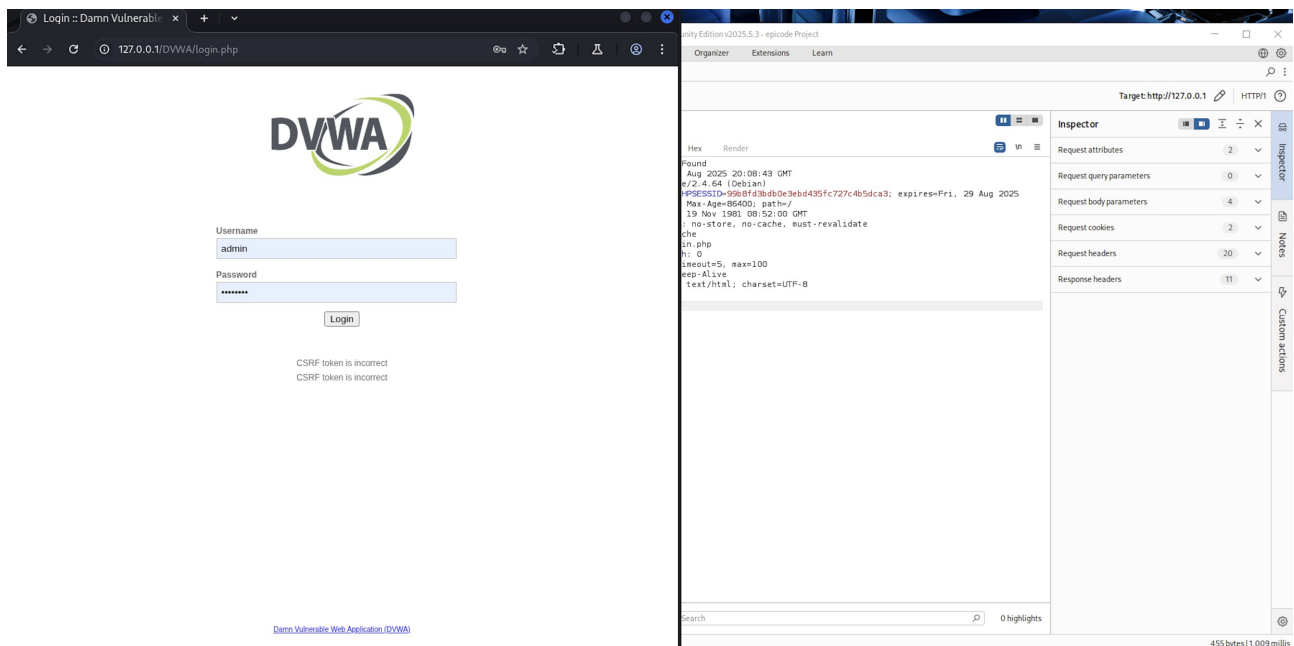 Login :: Damn Vulnerable
127.0.0.1/DVWA/login.php
DVWA
Username
admin
Password
••••••••
Login
CSRF token is incorrect
CSRF token is incorrect
Damn Vulnerable Web Application (DVWA)
unity Edition v2025.5.3 - epicode Project
Organizer Extensions Learn
Target: http://127.0.0.1 HTTP/1
Hex Render
Found
Aug 2025 20:08:43 GMT
e/2.4.64 (Debian)
HPSESSID=99b8fd3bdb0e3ebd435fc727c4b5dca3; expires=Fri, 29 Aug 2025
Max-Age=86400; path=/
19 Nov 1981 08:52:00 GMT
: no-store, no-cache, must-revalidate
che
in.php
h: 0
imeout=5, max=100
eep-Alive
text/html; charset=UTF-8
Search
0 highlights
Inspector
Request attributes 2
Request query parameters 0
Request body parameters 4
Request cookies 2
Request headers 20
Response headers 11
Inspector
Notes
Custom actions
455 bytes | 1.009 millis